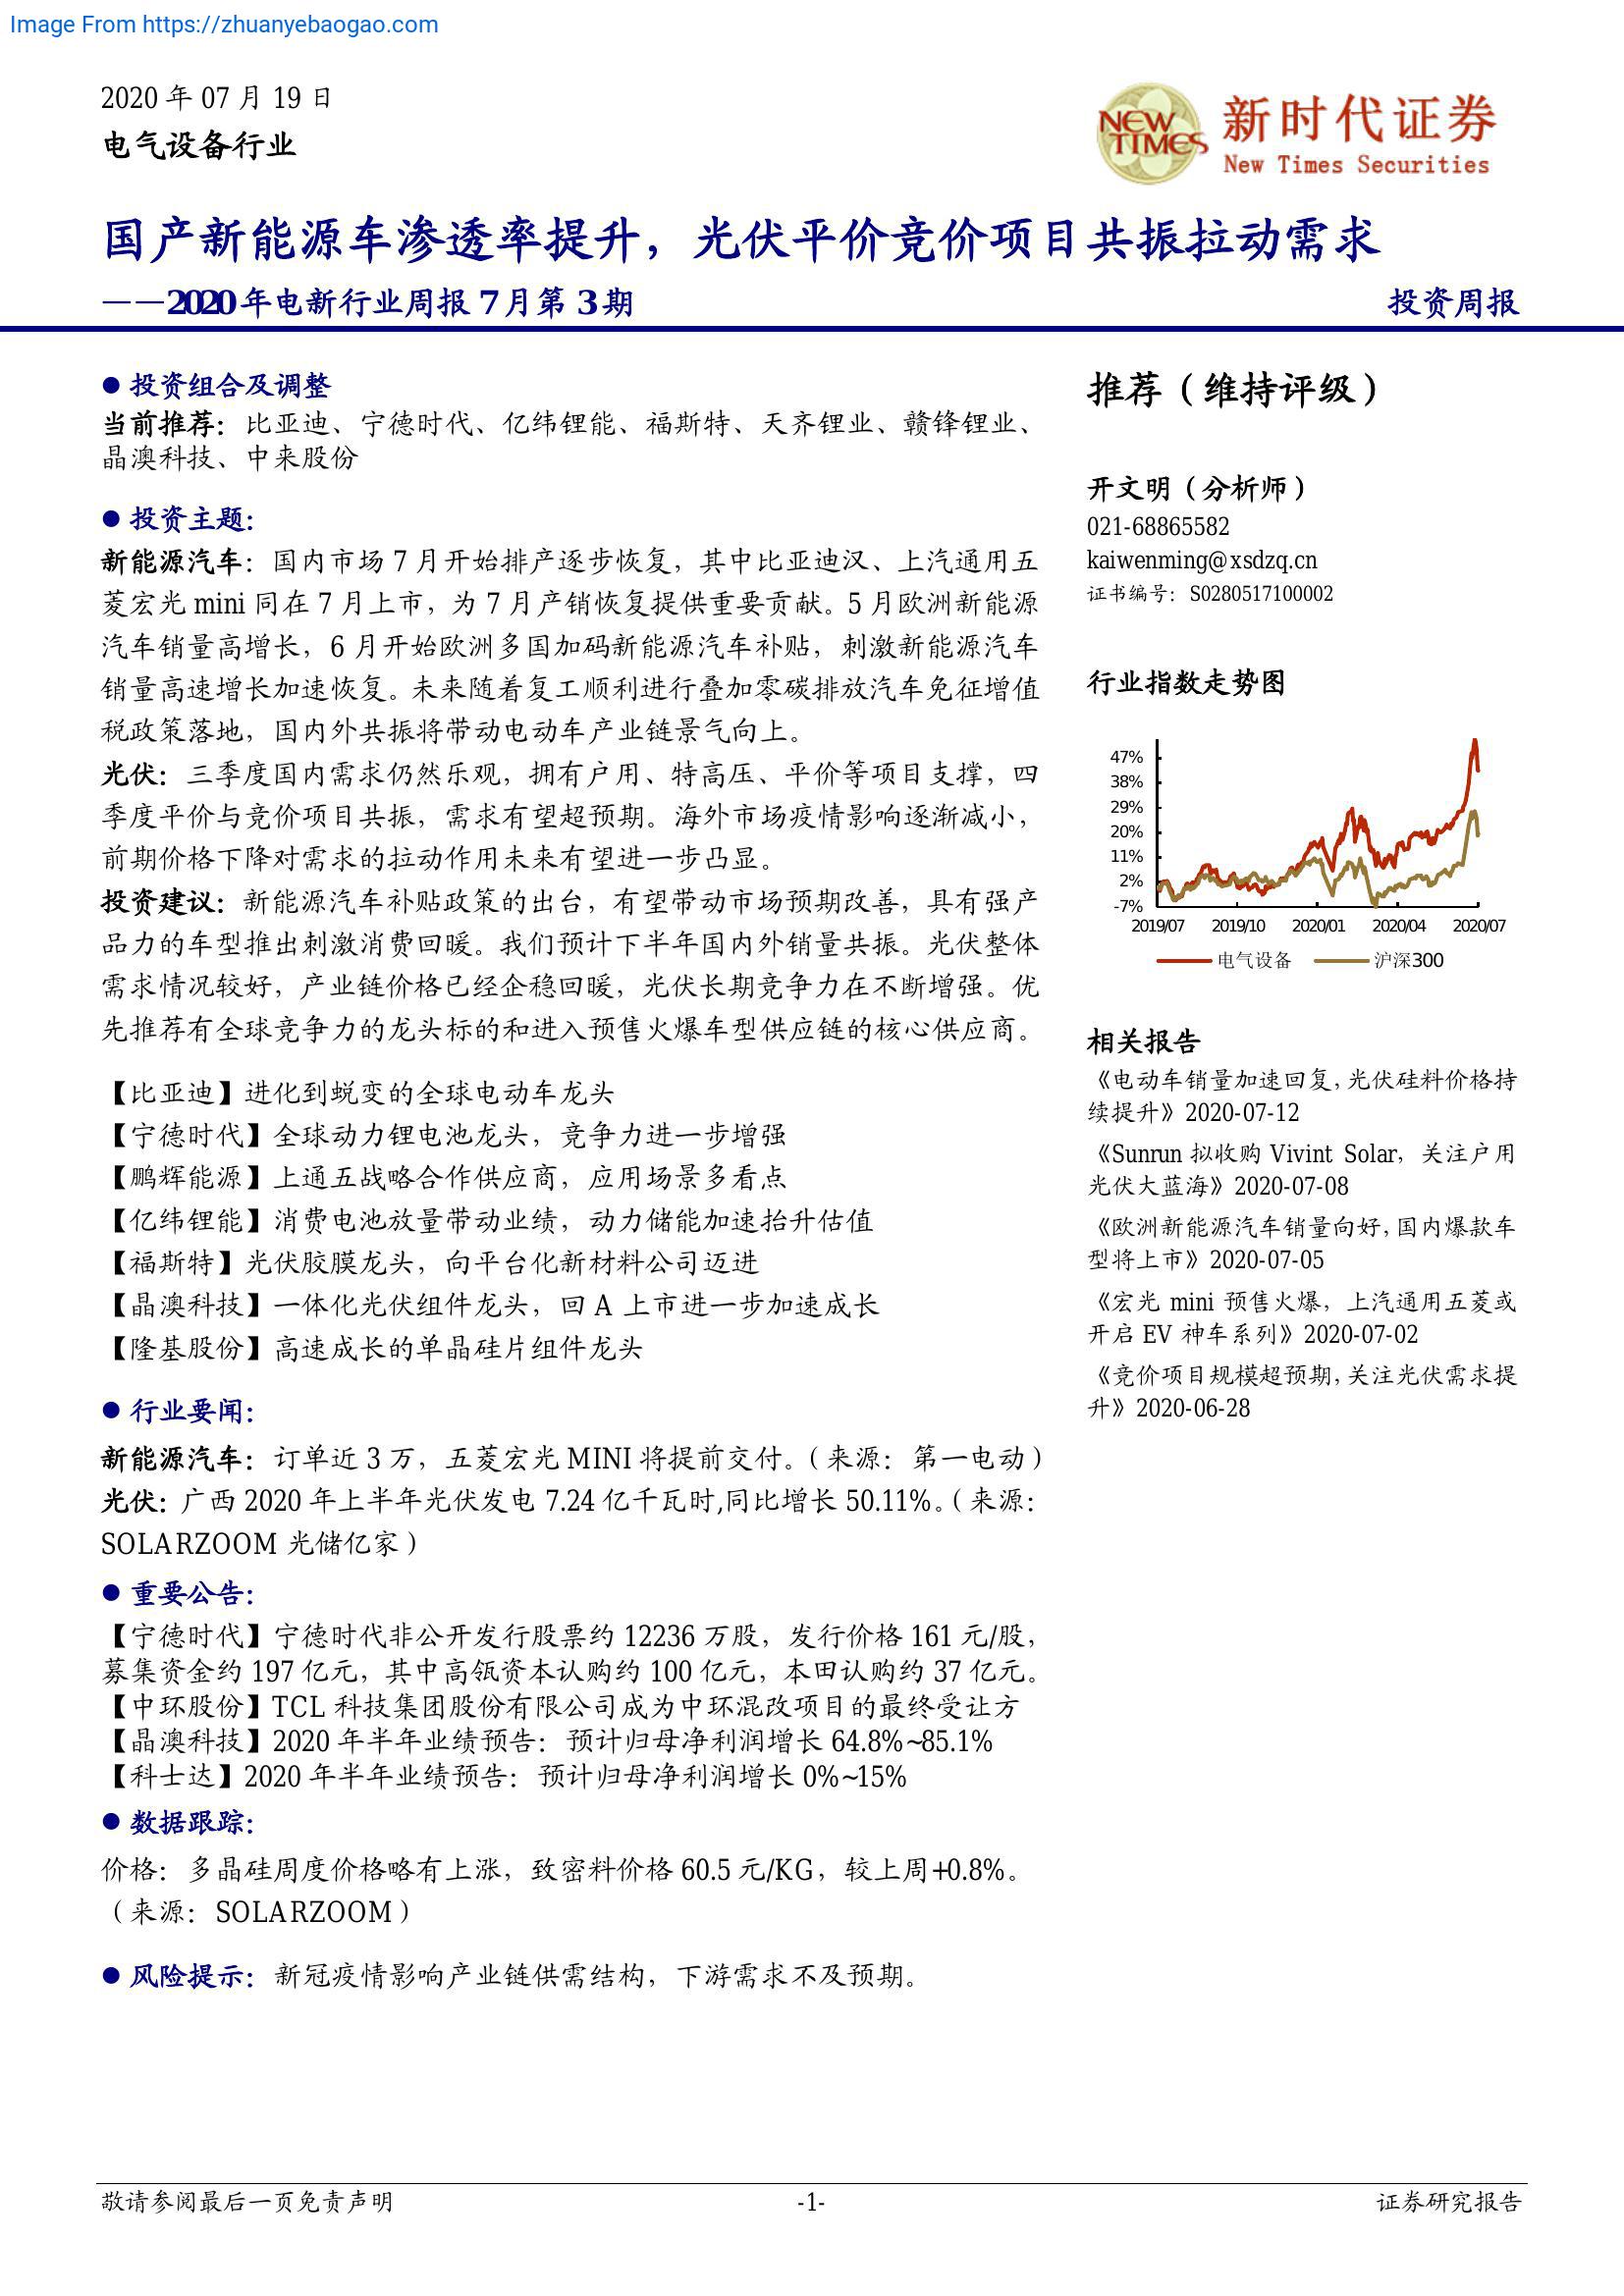 Image From https://zhuanyebaogao.com
2020 年 07 月 19 日
电气设备行业
NEW TIMES
新时代证券
New Times Securities
国产新能源车渗透率提升，光伏平价竞价项目共振拉动需求
——2020 年电新行业周报 7 月第 3 期
投资周报
● 投资组合及调整
当前推荐：比亚迪、宁德时代、亿纬锂能、福斯特、天齐锂业、赣锋锂业、
晶澳科技、中来股份
● 投资主题：
新能源汽车：国内市场 7 月开始排产逐步恢复，其中比亚迪汉、上汽通用五
菱宏光 mini 同在 7 月上市，为 7 月产销恢复提供重要贡献。5 月欧洲新能源
汽车销量高增长，6 月开始欧洲多国加码新能源汽车补贴，刺激新能源汽车
销量高速增长加速恢复。未来随着复工顺利进行叠加零碳排放汽车免征增值
税政策落地，国内外共振将带动电动车产业链景气向上。
光伏：三季度国内需求仍然乐观，拥有户用、特高压、平价等项目支撑，四
季度平价与竞价项目共振，需求有望超预期。海外市场疫情影响逐渐减小，
前期价格下降对需求的拉动作用未来有望进一步凸显。
投资建议：新能源汽车补贴政策的出台，有望带动市场预期改善，具有强产
品力的车型推出刺激消费回暖。我们预计下半年国内外销量共振。光伏整体
需求情况较好，产业链价格已经企稳回暖，光伏长期竞争力在不断增强。优
先推荐有全球竞争力的龙头标的和进入预售火爆车型供应链的核心供应商。
【比亚迪】进化到蜕变的全球电动车龙头
【宁德时代】全球动力锂电池龙头，竞争力进一步增强
【鹏辉能源】上通五战略合作供应商，应用场景多看点
【亿纬锂能】消费电池放量带动业绩，动力储能加速抬升估值
【福斯特】光伏胶膜龙头，向平台化新材料公司迈进
【晶澳科技】一体化光伏组件龙头，回 A 上市进一步加速成长
【隆基股份】高速成长的单晶硅片组件龙头
● 行业要闻：
新能源汽车：订单近 3 万，五菱宏光 MINI 将提前交付。（来源：第一电动）
光伏：广西 2020 年上半年光伏发电 7.24 亿千瓦时,同比增长 50.11%。（来源：
SOLARZOOM 光储亿家）
● 重要公告：
【宁德时代】宁德时代非公开发行股票约 12236 万股，发行价格 161 元/股，
募集资金约 197 亿元，其中高瓴资本认购约 100 亿元，本田认购约 37 亿元。
【中环股份】TCL 科技集团股份有限公司成为中环混改项目的最终受让方
【晶澳科技】2020 年半年业绩预告：预计归母净利润增长 64.8%~85.1%
【科士达】2020 年半年业绩预告：预计归母净利润增长 0%~15%
● 数据跟踪：
价格：多晶硅周度价格略有上涨，致密料价格 60.5 元/KG，较上周+0.8%。
（来源：SOLARZOOM）
● 风险提示：新冠疫情影响产业链供需结构，下游需求不及预期。
推荐（维持评级）
开文明（分析师）
021-68865582
kaiwenming@xsdzq.cn
证书编号：S0280517100002
行业指数走势图
47%
38%
29%
20%
11%
2%
-7%
2019/07 2019/10 2020/01 2020/04 2020/07
电气设备 沪深300
相关报告
《电动车销量加速回复,光伏硅料价格持
续提升》2020-07-12
《Sunrun 拟收购 Vivint Solar，关注户用
光伏大蓝海》2020-07-08
《欧洲新能源汽车销量向好,国内爆款车
型将上市》2020-07-05
《宏光 mini 预售火爆，上汽通用五菱或
开启 EV 神车系列》2020-07-02
《竞价项目规模超预期,关注光伏需求提
升》2020-06-28
敬请参阅最后一页免责声明
-1-
证券研究报告